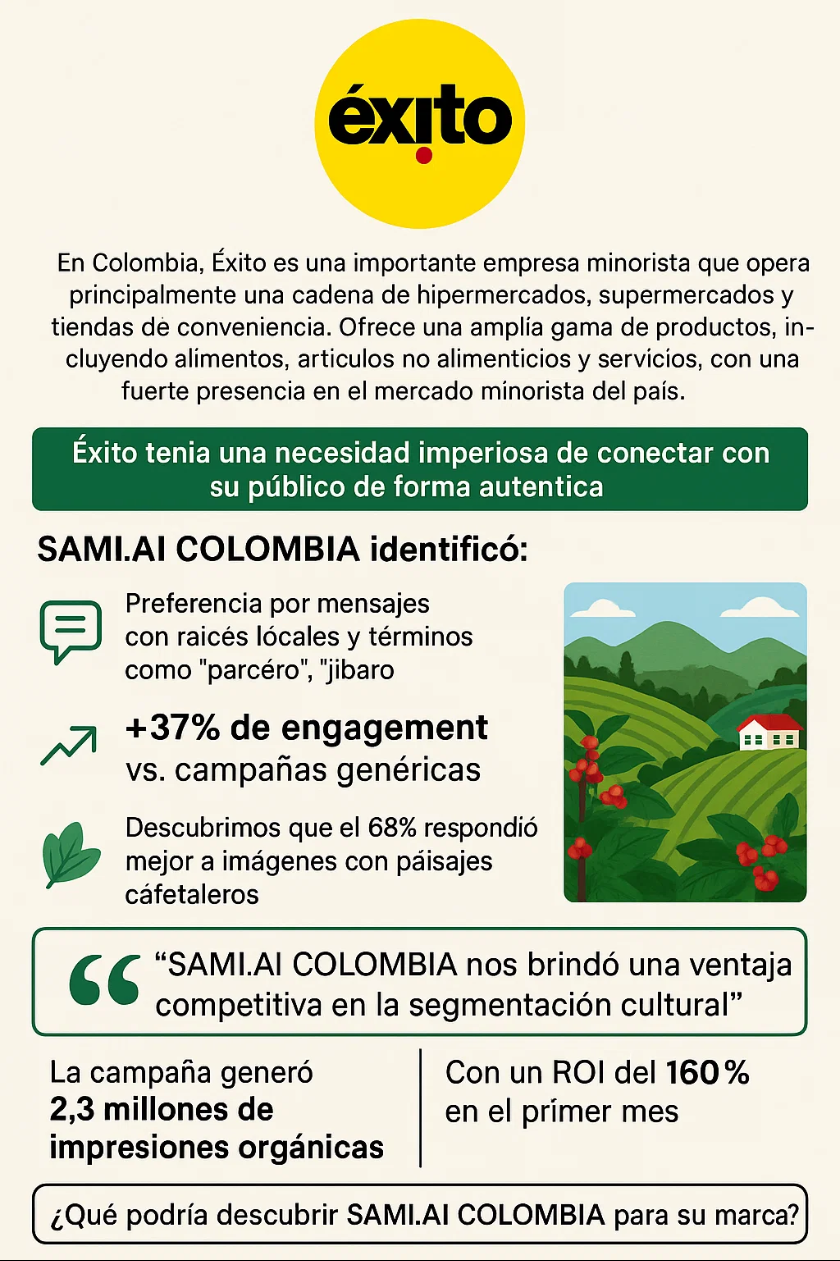 éxito
En Colombia, Éxito es una importante empresa minorista que opera
principalmente una cadena de hipermercados, supermercados y
tiendas de conveniencia. Ofrece una amplía gama de productos, in-
cluyendo alimentos, articulos no alimenticios y servicíos, con una
fuerte presencia en el mercado mínorista del país.
Éxito tenia una necesidad imperiosa de conectar con
su público de forma autentica
SAMI.AI COLOMBIA identificó:
Preferencia por mensajes
con raicés lócales y términos
como "parcéro", "jibaro
+37% de engagement
vs. campañas genéricas
Descubrimos que el 68% respondió
mejor a imágenes con páisajes
cáfetaleros
“SAMI.AI COLOMBIA nos brindó una ventaja
competitiva en la segmentación cultural”
La campaña generó
2,3 millones de
impresiones orgánicas
Con un ROI del 160%
en el prímer mes
¿Qué podría descubrir SAMI.AI COLOMBIA para su marca?